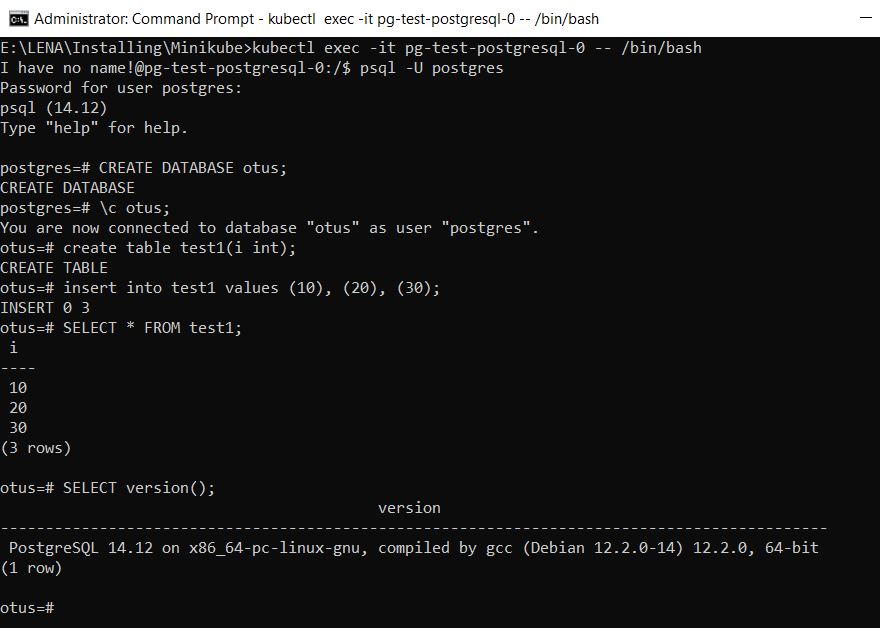 Administrator: Command Prompt - kubectl  exec -it pg-test-postgresql-0 -- /bin/bash
E:\LENA\Installing\Minikube>kubectl exec -it pg-test-postgresql-0 -- /bin/bash
I have no name!@pg-test-postgresql-0:/$ psql -U postgres
Password for user postgres:
psql (14.12)
Type "help" for help.

postgres=# CREATE DATABASE otus;
CREATE DATABASE
postgres=# \c otus;
You are now connected to database "otus" as user "postgres".
otus=# create table test1(i int);
CREATE TABLE
otus=# insert into test1 values (10), (20), (30);
INSERT 0 3
otus=# SELECT * FROM test1;
 i
----
 10
 20
 30
(3 rows)

otus=# SELECT version();
                                          version
--------------------------------------------------------------------------------------------
 PostgreSQL 14.12 on x86_64-pc-linux-gnu, compiled by gcc (Debian 12.2.0-14) 12.2.0, 64-bit
(1 row)

otus=#